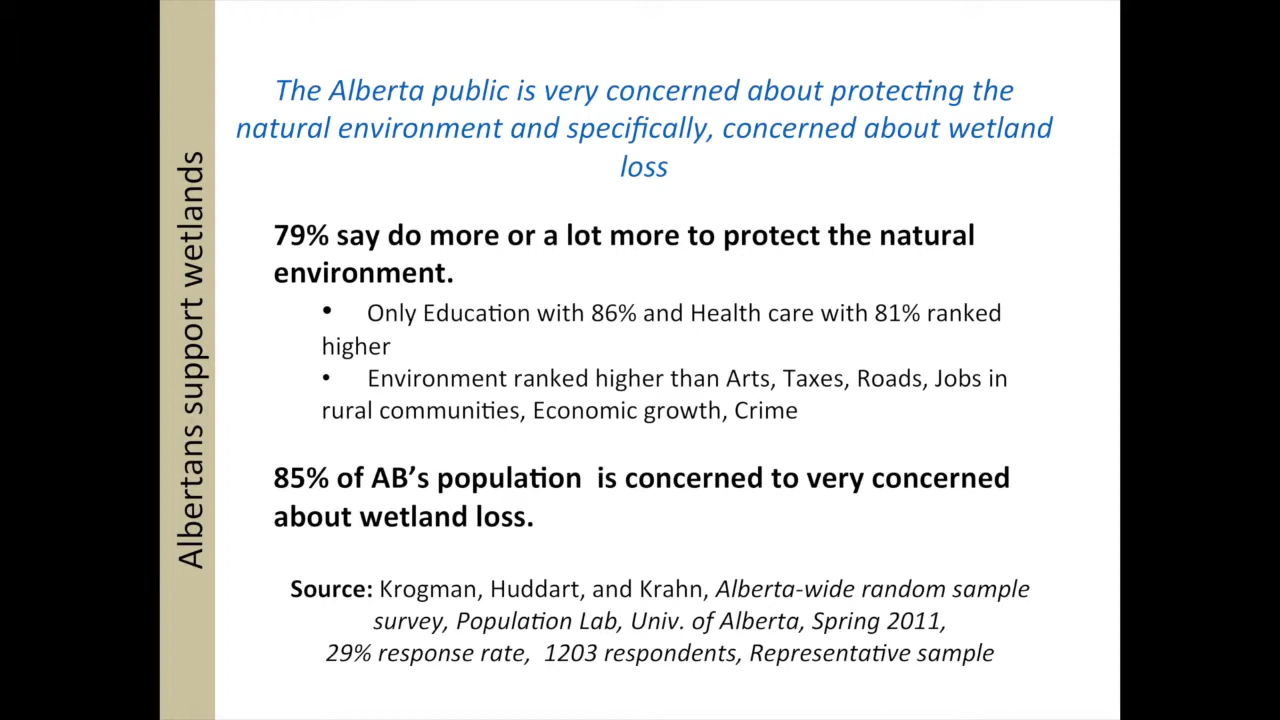 Albertans support wetlands
The Alberta public is very concerned about protecting the
natural environment and specifically, concerned about wetland
loss
79% say do more or a lot more to protect the natural
environment.
• Only Education with 86% and Health care with 81% ranked
higher
• Environment ranked higher than Arts, Taxes, Roads, Jobs in
rural communities, Economic growth, Crime
85% of AB’s population  is concerned to very concerned
about wetland loss.
Source: Krogman, Huddart, and Krahn, Alberta-wide random sample
survey, Population Lab, Univ. of Alberta, Spring 2011,
29% response rate,  1203 respondents, Representative sample